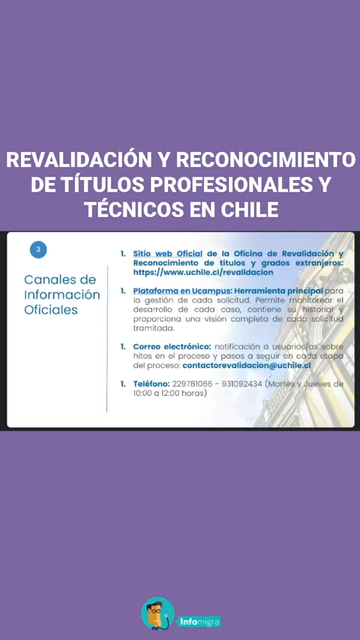 REVALIDACIÓN Y RECONOCIMIENTO
DE TÍTULOS PROFESIONALES Y
TÉCNICOS EN CHILE
3
Canales de
Información
Oficiales
1. Sitio web Oficial de la Oficina de Revalidación y
Reconocimiento de títulos y grados extranjeros:
https://www.uchile.cl/revalidacion
1. Plataforma en Ucampus: Herramienta principal para
la gestión de cada solicitud. Permite monitorear el
desarrollo de cada caso, contiene su historial y
proporciona una visión completa de cada solicitud
tramitada.
1. Correo electrónico: notificación a usuarios/as sobre
hitos en el proceso y pasos a seguir en cada etapa
del proceso: contactorevalidacion@uchile.cl
1. Teléfono: 229781066 - 931092434 (Martes y Jueves de
10:00 a 12:00 horas)
Infomigra